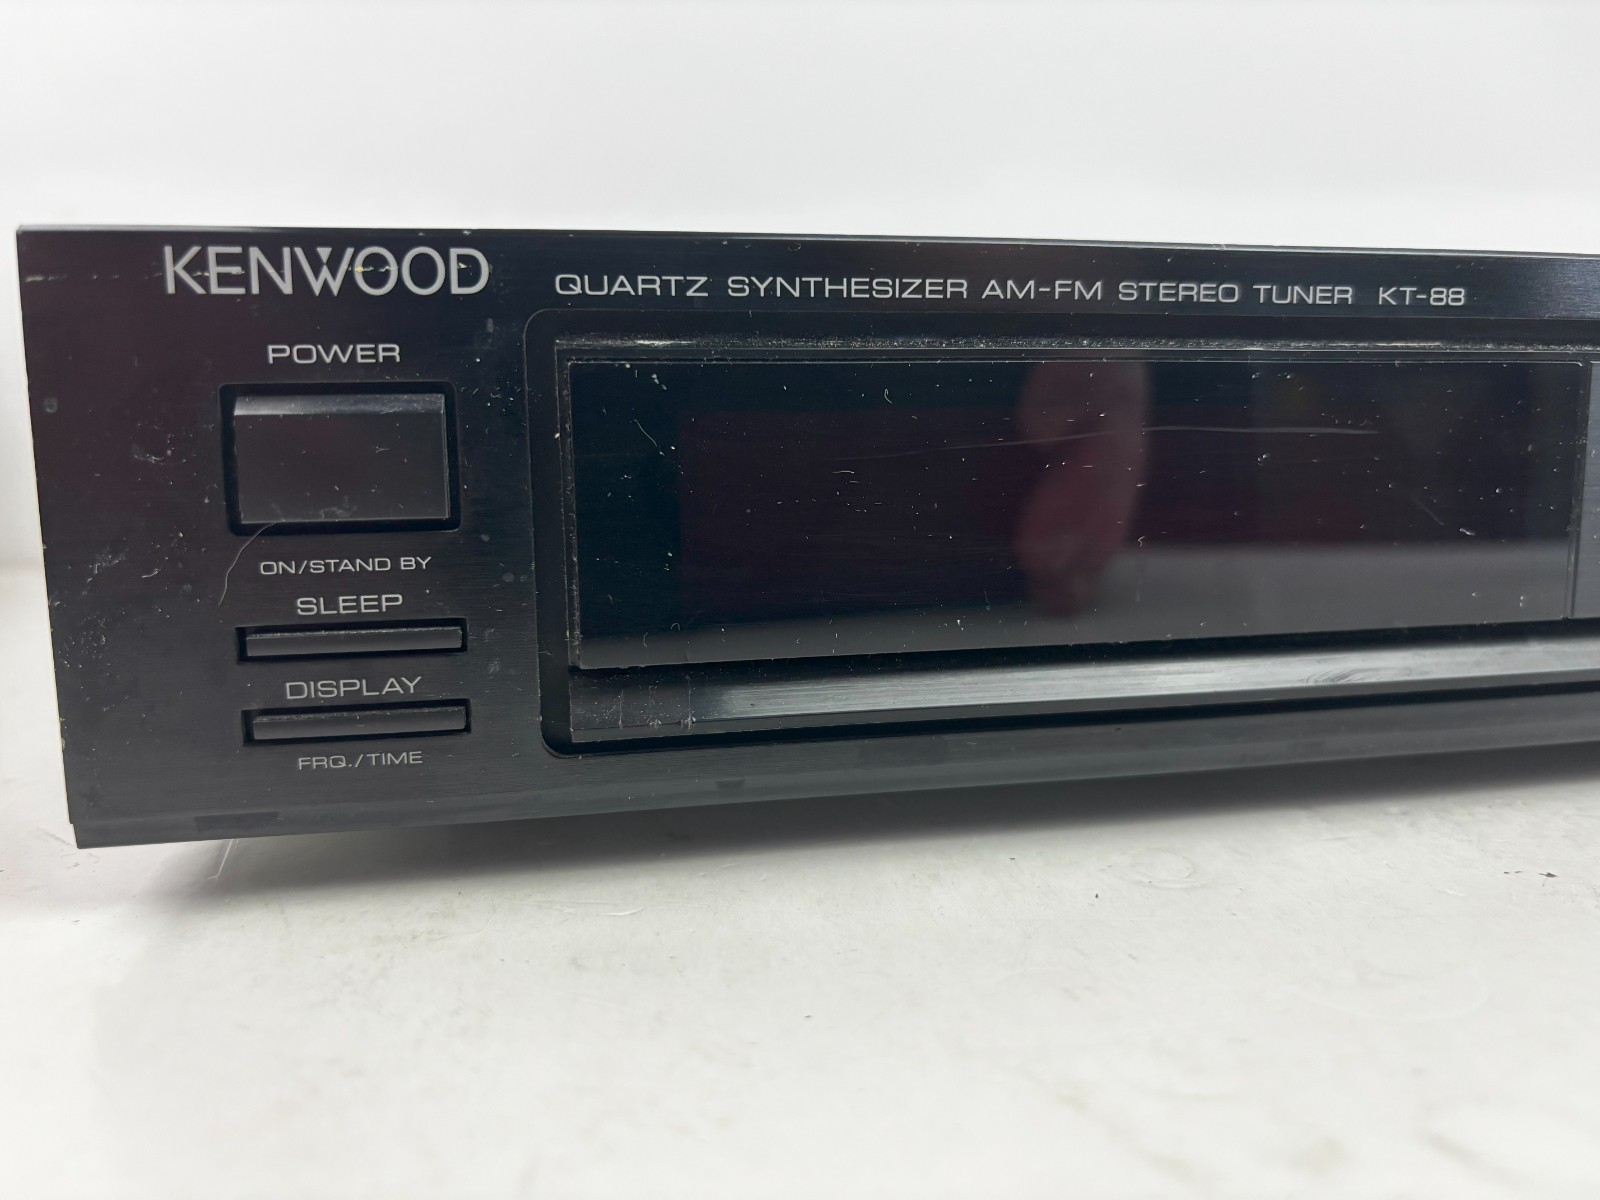 KENWOOD
QUARTZ SYNTHESIZER AM-FM STEREO TUNER KT-88
POWER
ON/STAND BY
SLEEP
DISPLAY
FRQ./TIME